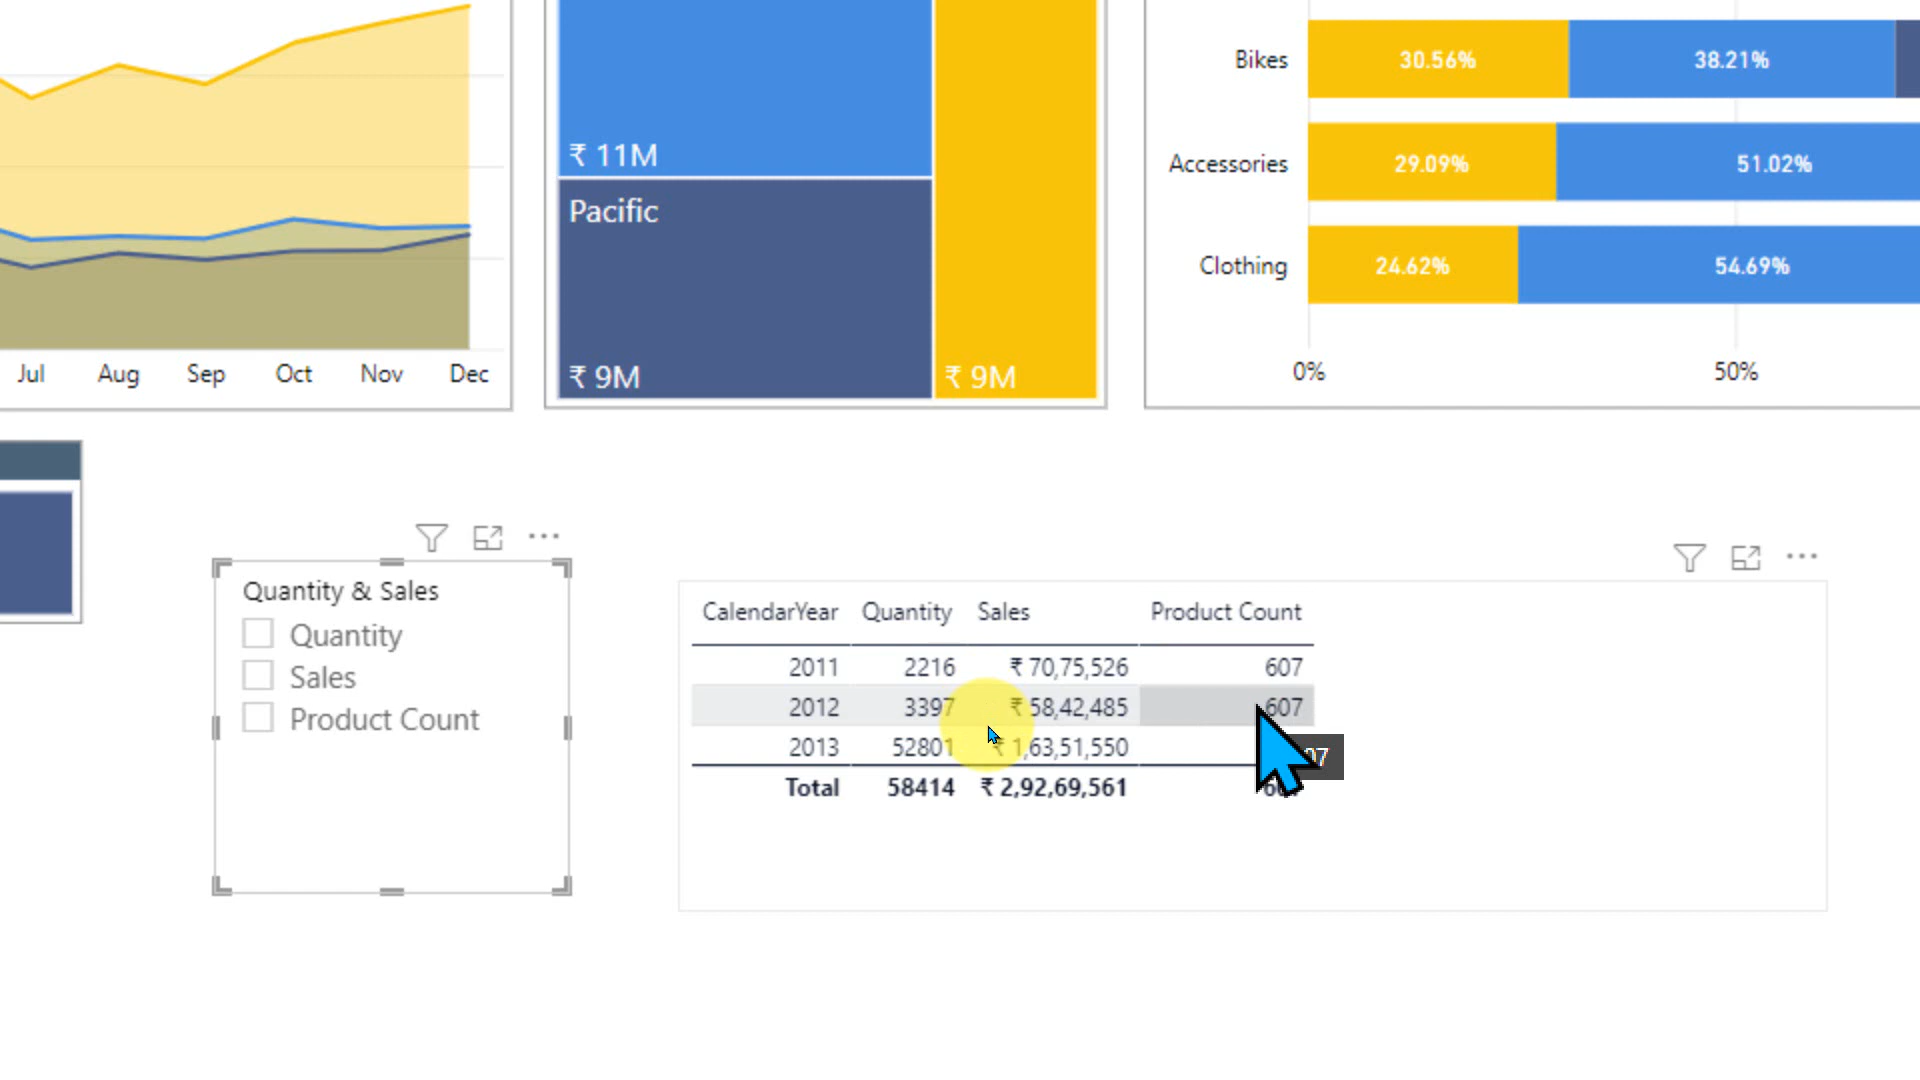 Jul Aug Sep Oct Nov Dec
₹ 11M
Pacific
₹ 9M
₹ 9M
Bikes 30.56% 38.21%
Accessories 29.09% 51.02%
Clothing 24.62% 54.69%
0% 50%
Quantity & Sales
Quantity
Sales
Product Count
CalendarYear Quantity Sales Product Count
2011 2216 ₹ 70,75,526 607
2012 3397 ₹ 58,42,485 607
2013 52801 ₹ 1,63,51,550
Total 58414 ₹ 2,92,69,561